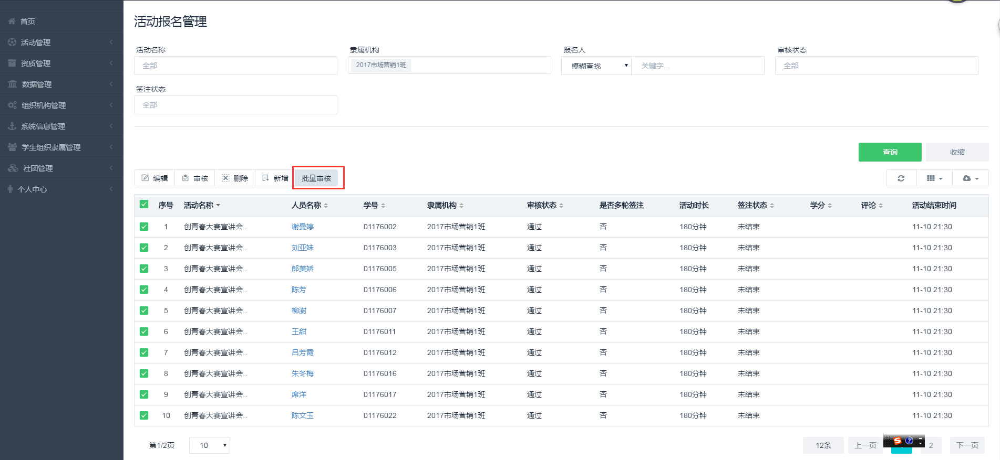 首页
活动管理
资质管理
数据管理
组织机构管理
系统信息管理
学生组织隶属管理
社团管理
个人中心
活动报名管理
活动名称 隶属机构 报名人 审核状态
全部 2017市场营销1班 模糊查找 关键字... 全部
签注状态
全部
查询 收缩
编辑 审核 删除 新增 批量审核
序号 活动名称 人员名称 学号 隶属机构 审核状态 是否多轮签注 活动时长 签注状态 学分 评论 活动结束时间
1 创青春大赛宣讲会.. 谢曼婷 01176002 2017市场营销1班 通过 否 180分钟 未结束 11-10 21:30
2 创青春大赛宣讲会.. 刘亚妹 01176003 2017市场营销1班 通过 否 180分钟 未结束 11-10 21:30
3 创青春大赛宣讲会.. 郎美娇 01176005 2017市场营销1班 通过 否 180分钟 未结束 11-10 21:30
4 创青春大赛宣讲会.. 陈芳 01176006 2017市场营销1班 通过 否 180分钟 未结束 11-10 21:30
5 创青春大赛宣讲会.. 柳澍 01176007 2017市场营销1班 通过 否 180分钟 未结束 11-10 21:30
6 创青春大赛宣讲会.. 王甜 01176011 2017市场营销1班 通过 否 180分钟 未结束 11-10 21:30
7 创青春大赛宣讲会.. 吕芳霞 01176012 2017市场营销1班 通过 否 180分钟 未结束 11-10 21:30
8 创青春大赛宣讲会.. 朱冬梅 01176016 2017市场营销1班 通过 否 180分钟 未结束 11-10 21:30
9 创青春大赛宣讲会.. 席洋 01176017 2017市场营销1班 通过 否 180分钟 未结束 11-10 21:30
10 创青春大赛宣讲会.. 陈文玉 01176022 2017市场营销1班 通过 否 180分钟 未结束 11-10 21:30
第1/2页 10 12条 上一页 2 下一页